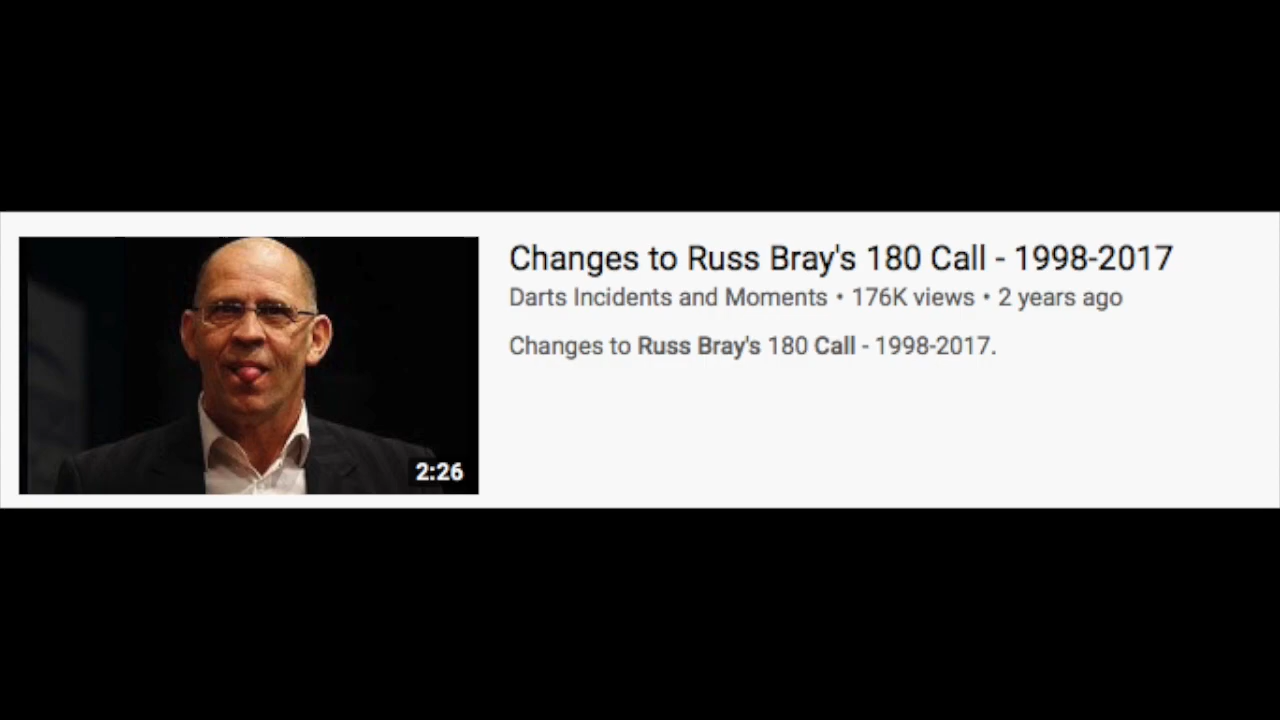 Changes to Russ Bray's 180 Call - 1998-2017
Darts Incidents and Moments • 176K views • 2 years ago
Changes to Russ Bray's 180 Call - 1998-2017.
2:26